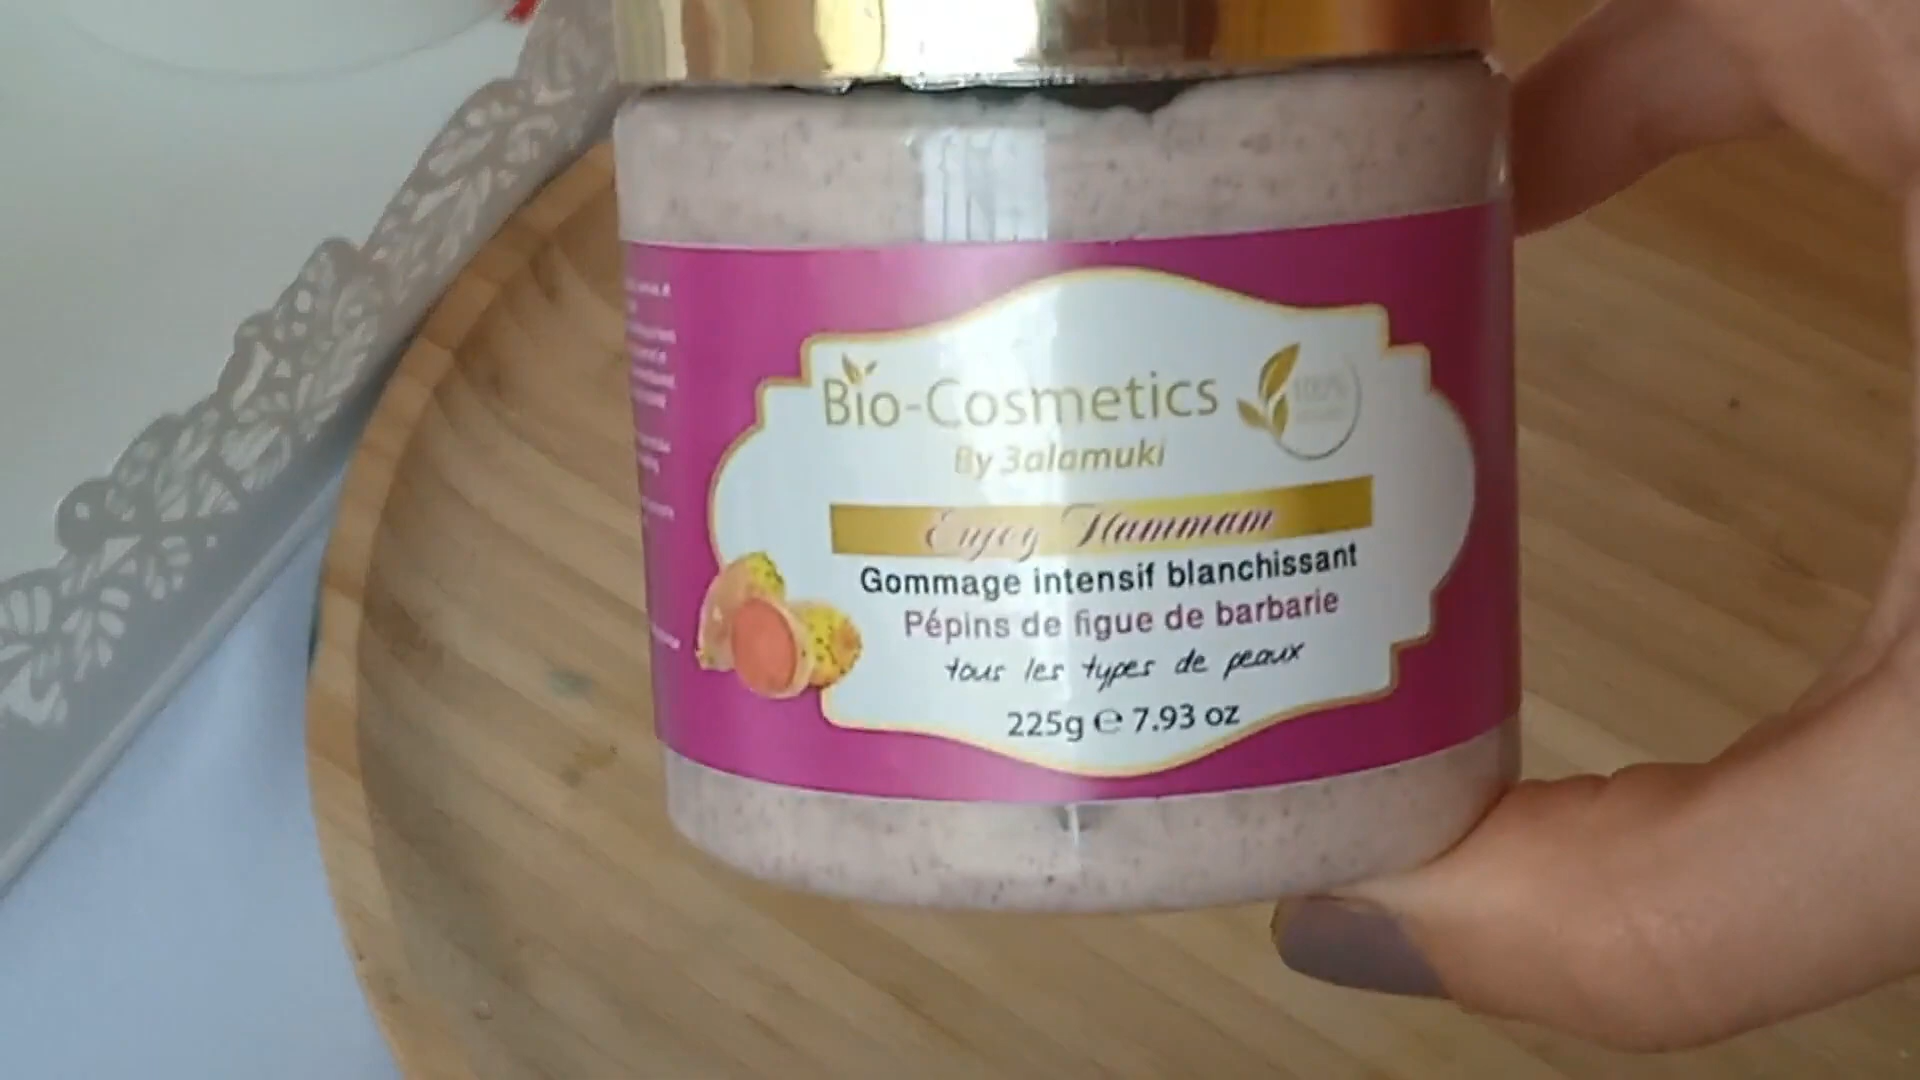 Bio-Cosmetics
By 3alamuki
100%
Enjoy Hammam
Gommage intensif blanchissant
Pépins de figue de barbarie
tous les types de peaux
225g ℮ 7.93 oz